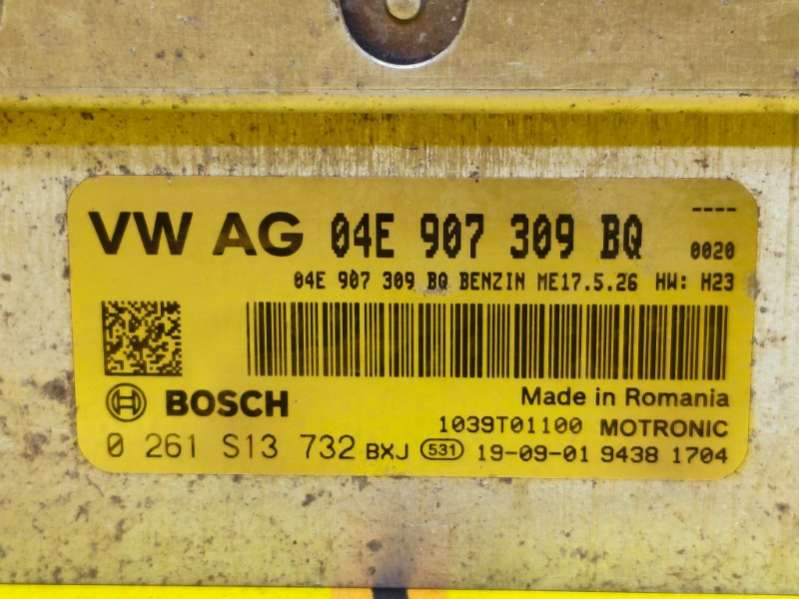 ----
VW AG 04E 907 309 BQ 0020
04E 907 309 BQ BENZIN ME17.5.26 HW: H23
BOSCH Made in Romania
1039T01100 MOTRONIC
0 261 S13 732 BXJ 531 19-09-01 9438 1704